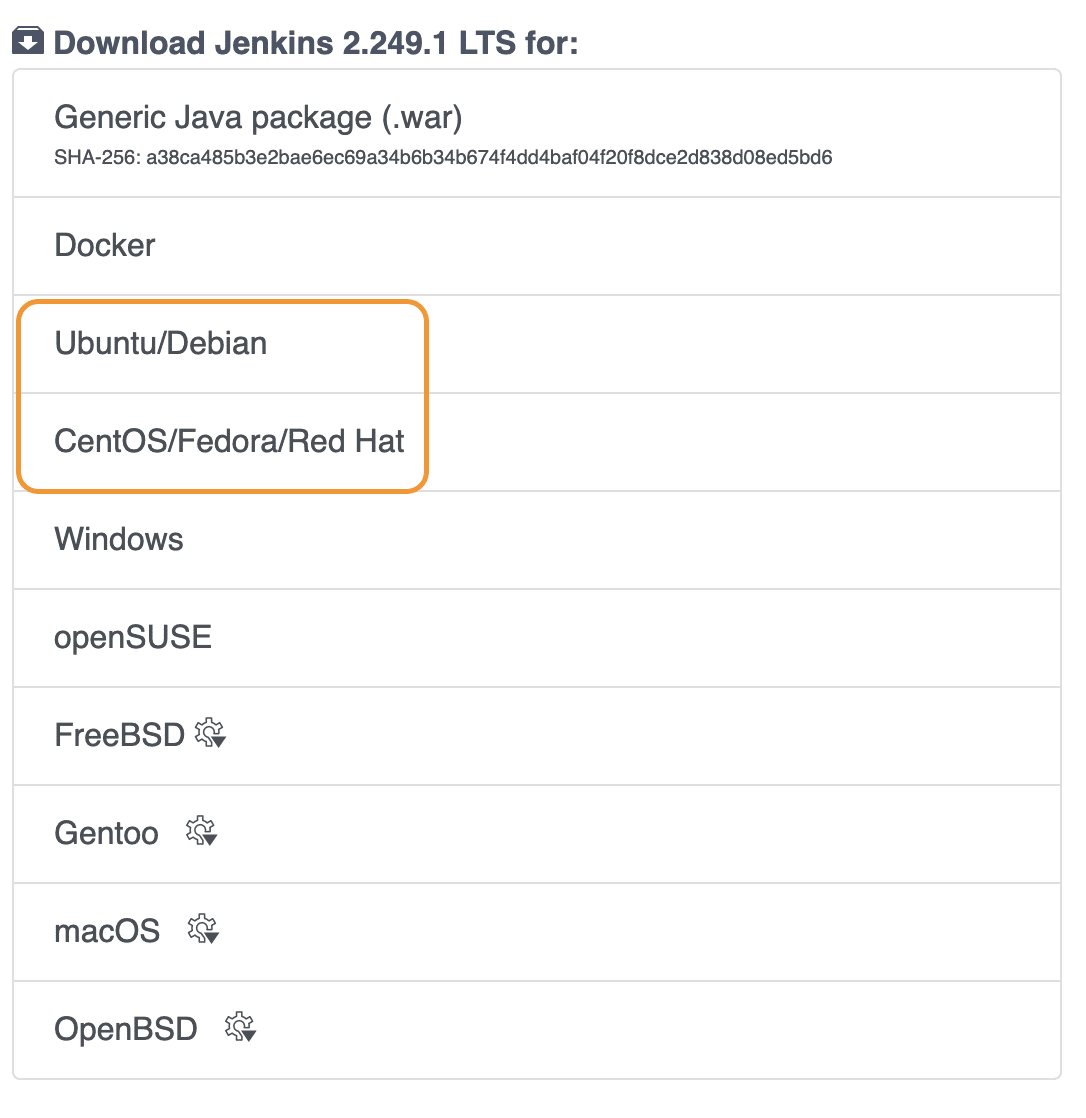 Download Jenkins 2.249.1 LTS for:
Generic Java package (.war)
SHA-256: a38ca485b3e2bae6ec69a34b6b34b674f4dd4baf04f20f8dce2d838d08ed5bd6
Docker
Ubuntu/Debian
CentOS/Fedora/Red Hat
Windows
openSUSE
FreeBSD
Gentoo
macOS
OpenBSD